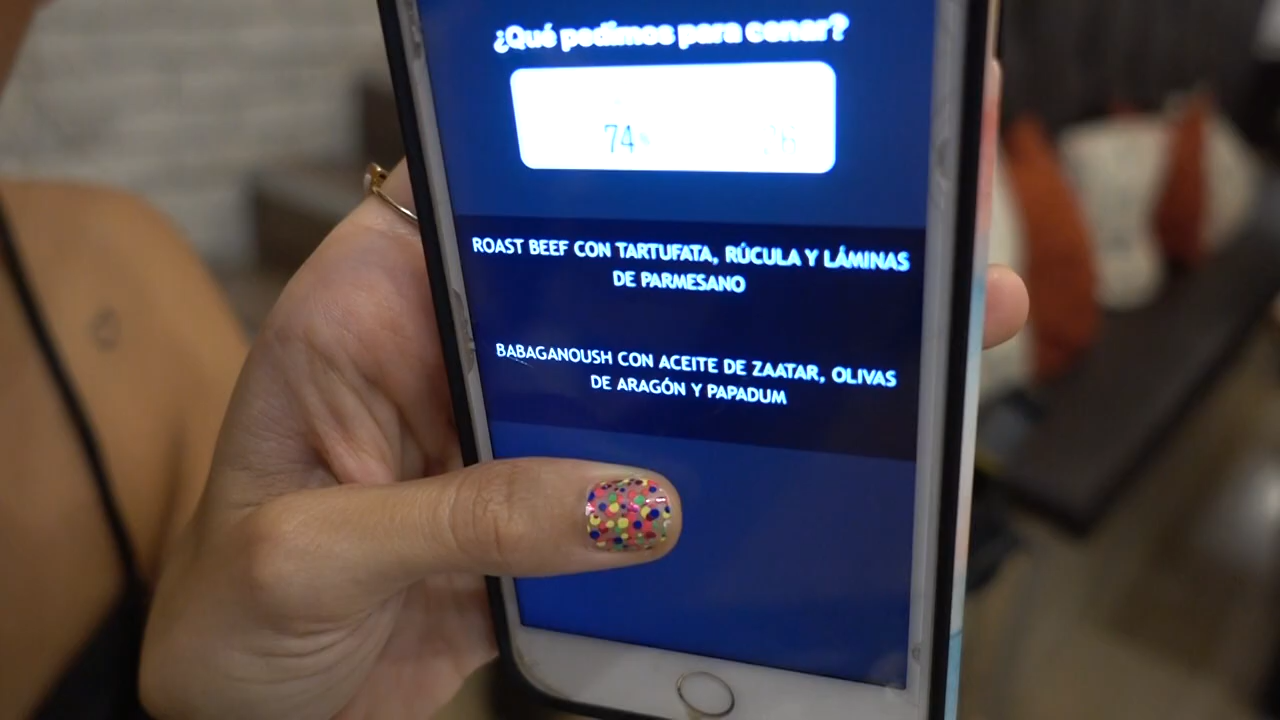 ¿Qué pedimos para cenar?
74
ROAST BEEF CON TARTUFATA, RÚCULA Y LÁMINAS
DE PARMESANO
BABAGANOUSH CON ACEITE DE ZAATAR, OLIVAS
DE ARAGÓN Y PAPADUM